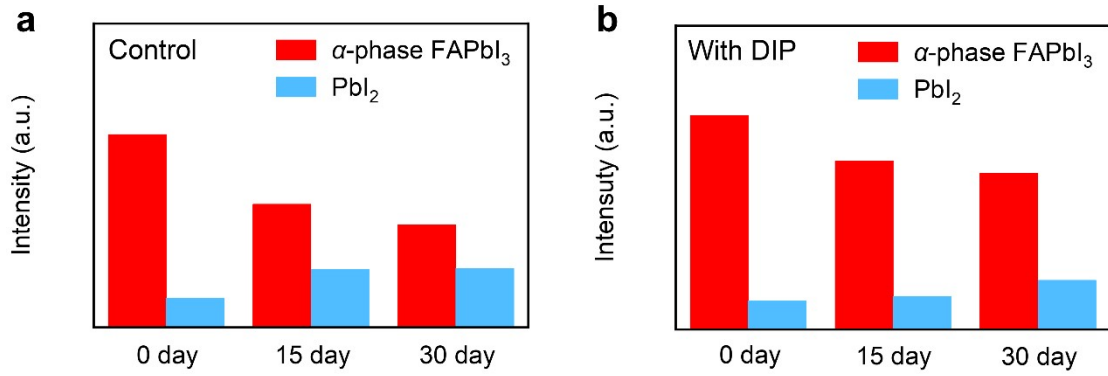 a
Control
α-phase FAPbI₃
PbI₂
Intensity (a.u.)
0 day
15 day
30 day
b
With DIP
α-phase FAPbI₃
PbI₂
Intensuty (a.u.)
0 day
15 day
30 day